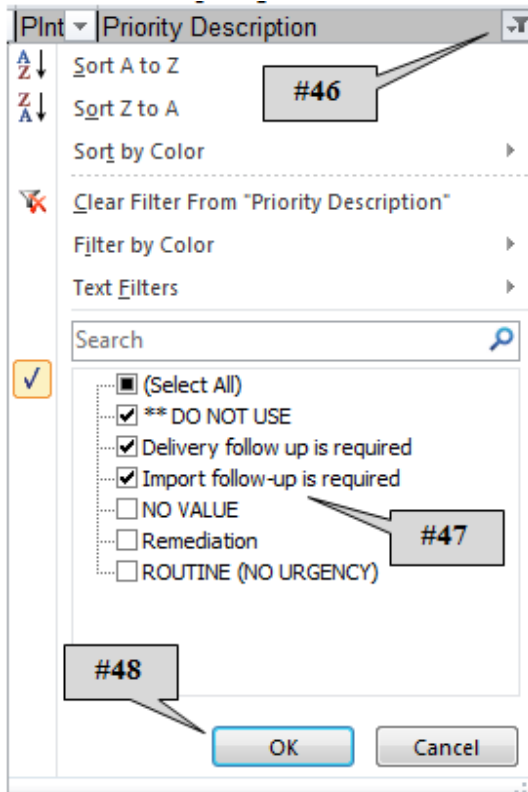 PInt Priority Description
Sort A to Z
#46
Sort Z to A
Sort by Color
Clear Filter From "Priority Description"
Filter by Color
Text Filters
Search
(Select All)
** DO NOT USE
Delivery follow up is required
Import follow-up is required
NO VALUE
#47
Remediation
ROUTINE (NO URGENCY)
#48
OK Cancel